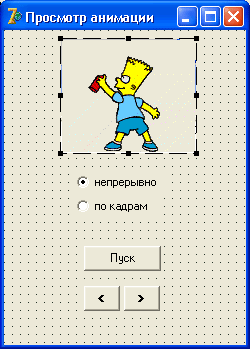 Просмотр анимации
непрерывно
по кадрам
Пуск
< >